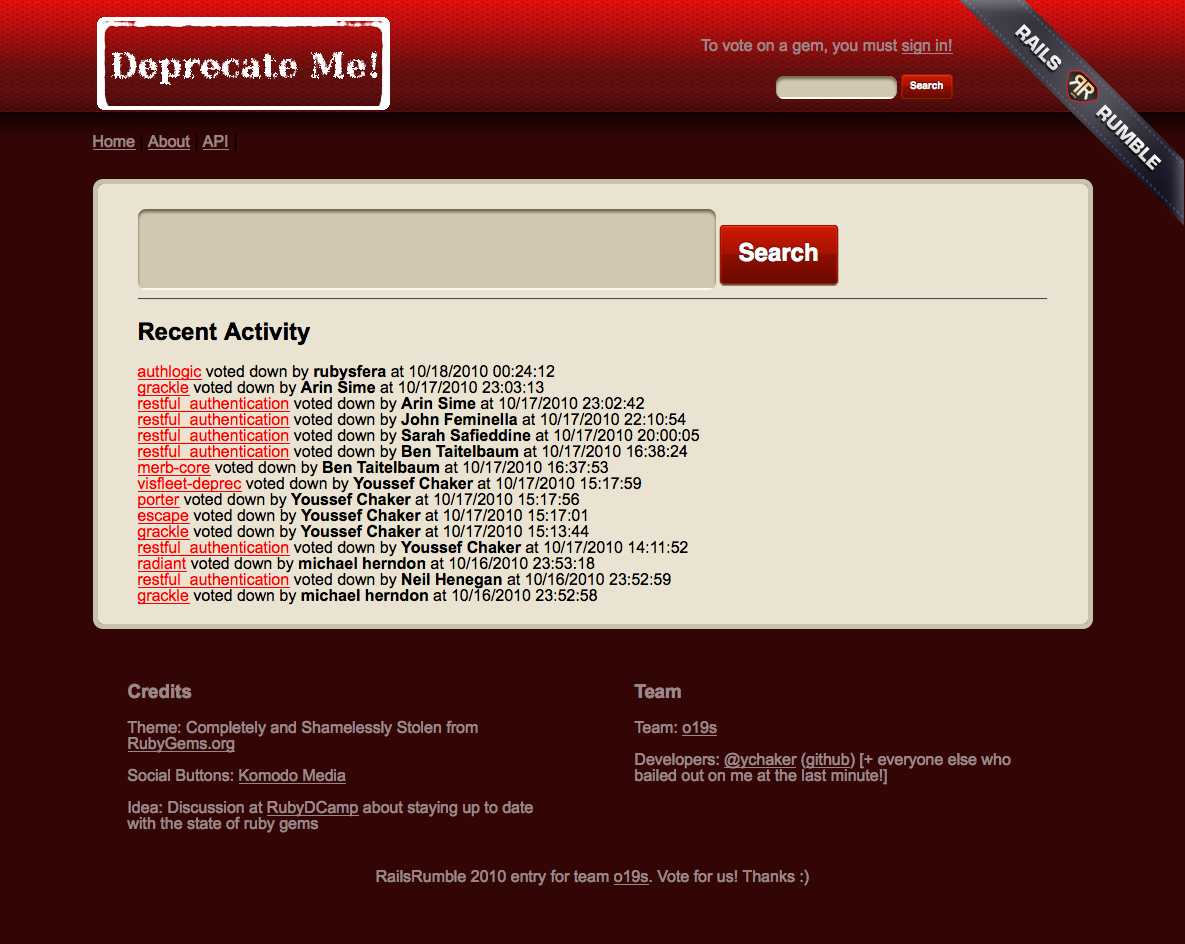 Deprecate Me!
To vote on a gem, you must sign in!
Search
RAILS RR RUMBLE
Home About API
Search
Recent Activity
authlogic voted down by rubysfera at 10/18/2010 00:24:12
grackle voted down by Arin Sime at 10/17/2010 23:03:13
restful_authentication voted down by Arin Sime at 10/17/2010 23:02:42
restful_authentication voted down by John Feminella at 10/17/2010 22:10:54
restful_authentication voted down by Sarah Safieddine at 10/17/2010 20:00:05
restful_authentication voted down by Ben Taitelbaum at 10/17/2010 16:38:24
merb-core voted down by Ben Taitelbaum at 10/17/2010 16:37:53
visfleet-deprec voted down by Youssef Chaker at 10/17/2010 15:17:59
porter voted down by Youssef Chaker at 10/17/2010 15:17:56
escape voted down by Youssef Chaker at 10/17/2010 15:17:01
grackle voted down by Youssef Chaker at 10/17/2010 15:13:44
restful_authentication voted down by Youssef Chaker at 10/17/2010 14:11:52
radiant voted down by michael herndon at 10/16/2010 23:53:18
restful_authentication voted down by Neil Henegan at 10/16/2010 23:52:59
grackle voted down by michael herndon at 10/16/2010 23:52:58
Credits
Theme: Completely and Shamelessly Stolen from
RubyGems.org
Social Buttons: Komodo Media
Idea: Discussion at RubyDCamp about staying up to date
with the state of ruby gems
Team
Team: o19s
Developers: @ychaker (github) [+ everyone else who
bailed out on me at the last minute!]
RailsRumble 2010 entry for team o19s. Vote for us! Thanks :)